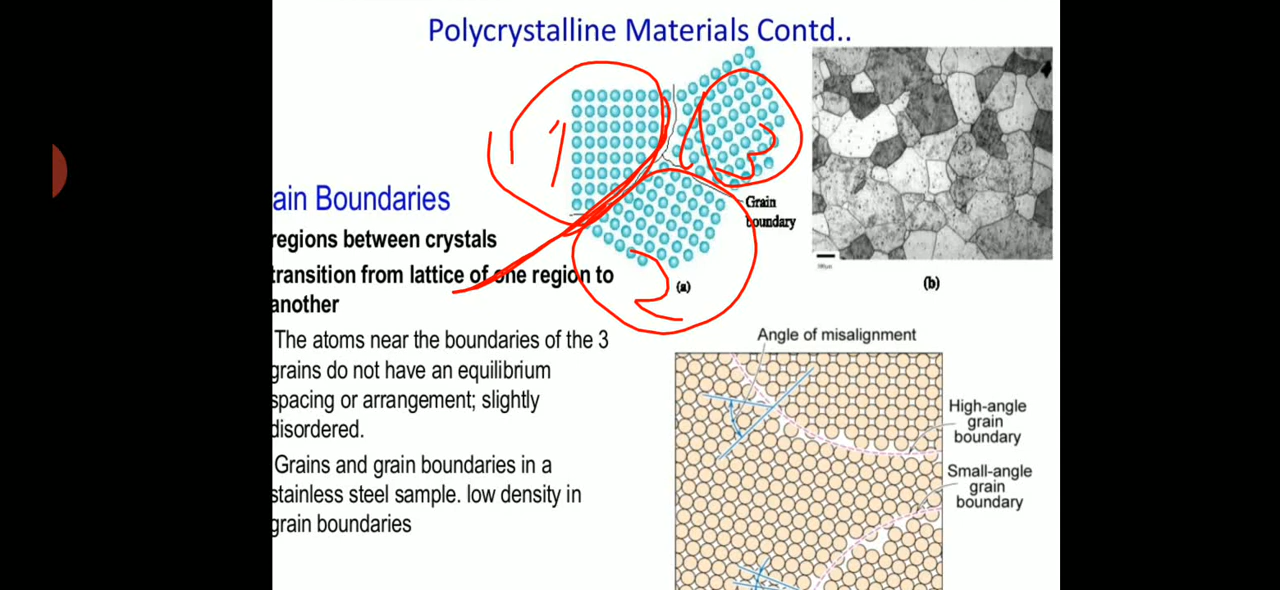 Polycrystalline Materials Contd..
1
2
3
Grain
boundary
ain Boundaries
regions between crystals
transition from lattice of one region to
another
The atoms near the boundaries of the 3
grains do not have an equilibrium
spacing or arrangement; slightly
disordered.
Grains and grain boundaries in a
stainless steel sample. low density in
grain boundaries
(a)
(b)
Angle of misalignment
High-angle
grain
boundary
Small-angle
grain
boundary